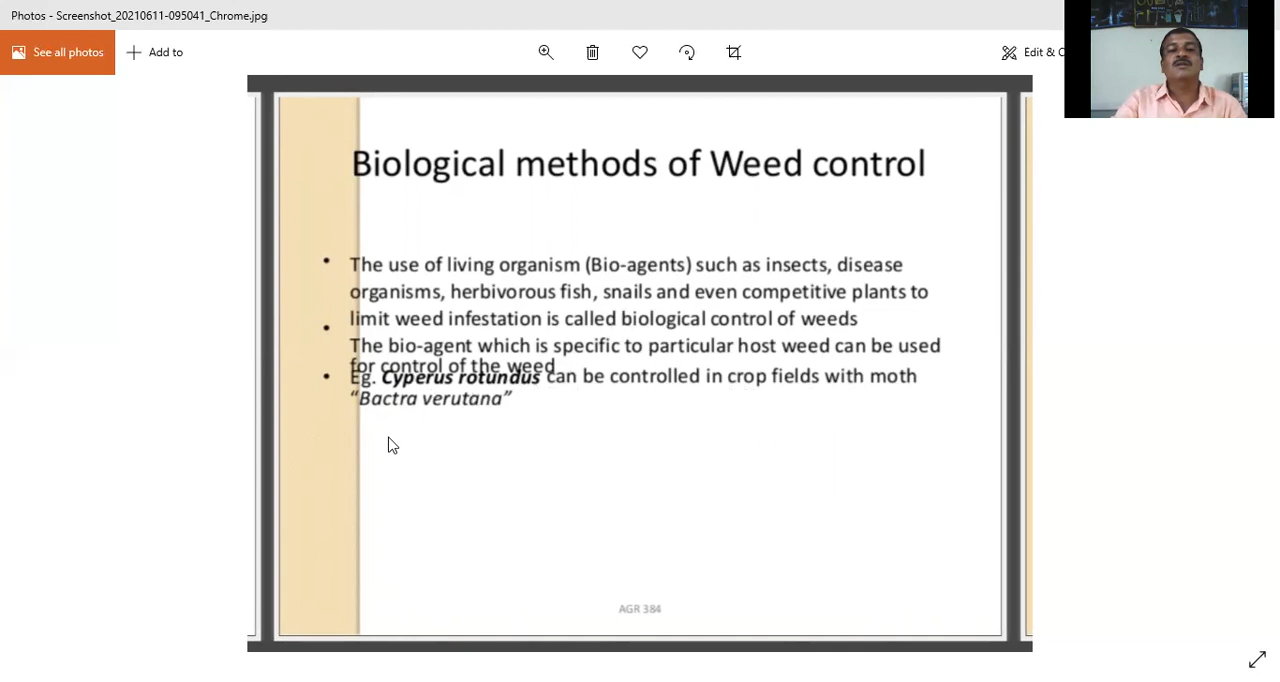 Photos - Screenshot_20210611-095041_Chrome.jpg
See all photos
Add to
Edit & C
Biological methods of Weed control
• The use of living organism (Bio-agents) such as insects, disease
organisms, herbivorous fish, snails and even competitive plants to
limit weed infestation is called biological control of weeds
• The bio-agent which is specific to particular host weed can be used
for control of the weed
• Eg. Cyperus rotundus can be controlled in crop fields with moth
“Bactra verutana”
AGR 384